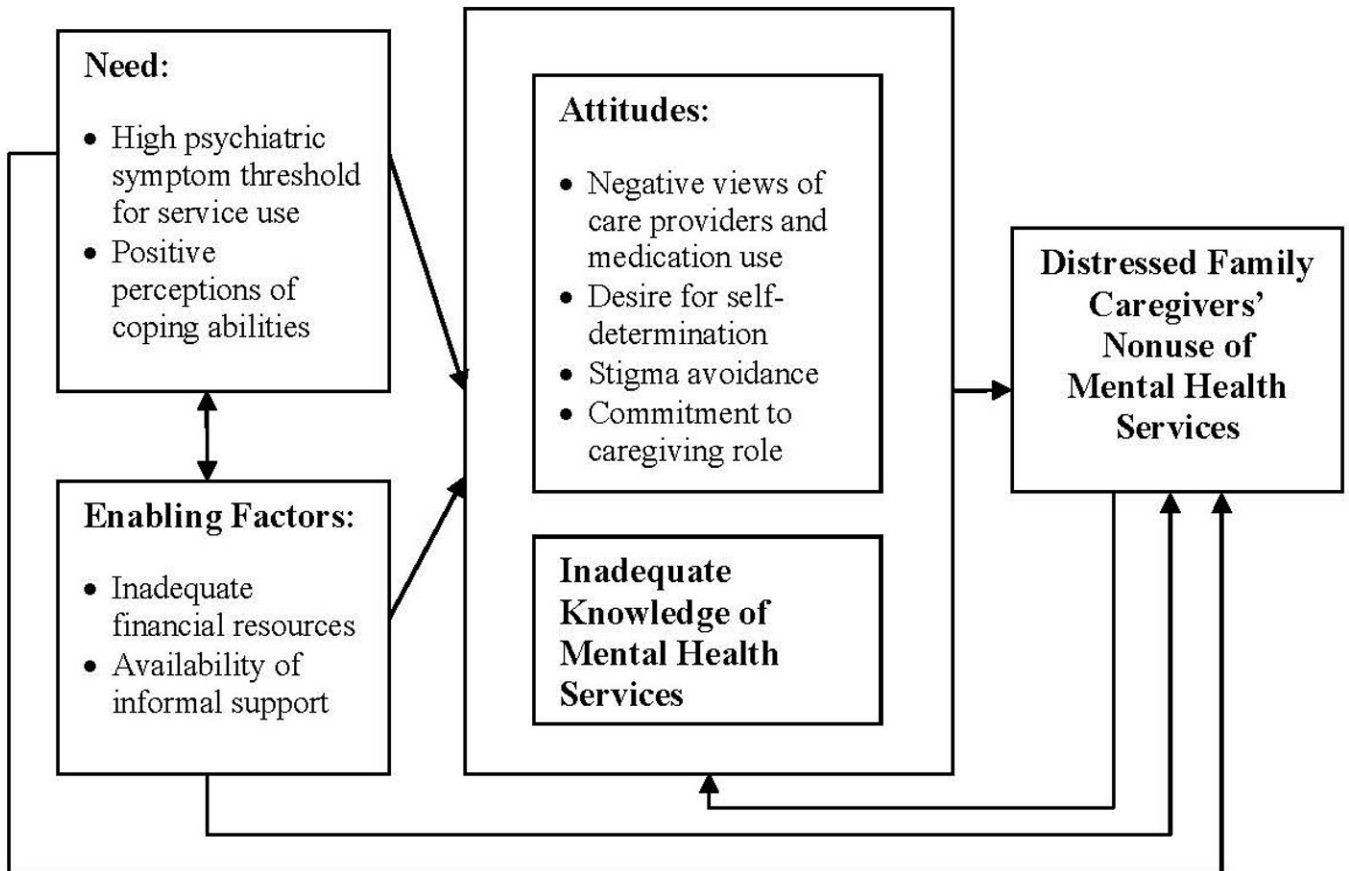 Need:
• High psychiatric
symptom threshold
for service use
• Positive
perceptions of
coping abilities
Enabling Factors:
• Inadequate
financial resources
• Availability of
informal support
Attitudes:
• Negative views of
care providers and
medication use
• Desire for self-
determination
• Stigma avoidance
• Commitment to
caregiving role
Inadequate
Knowledge of
Mental Health
Services
Distressed Family
Caregivers’
Nonuse of
Mental Health
Services